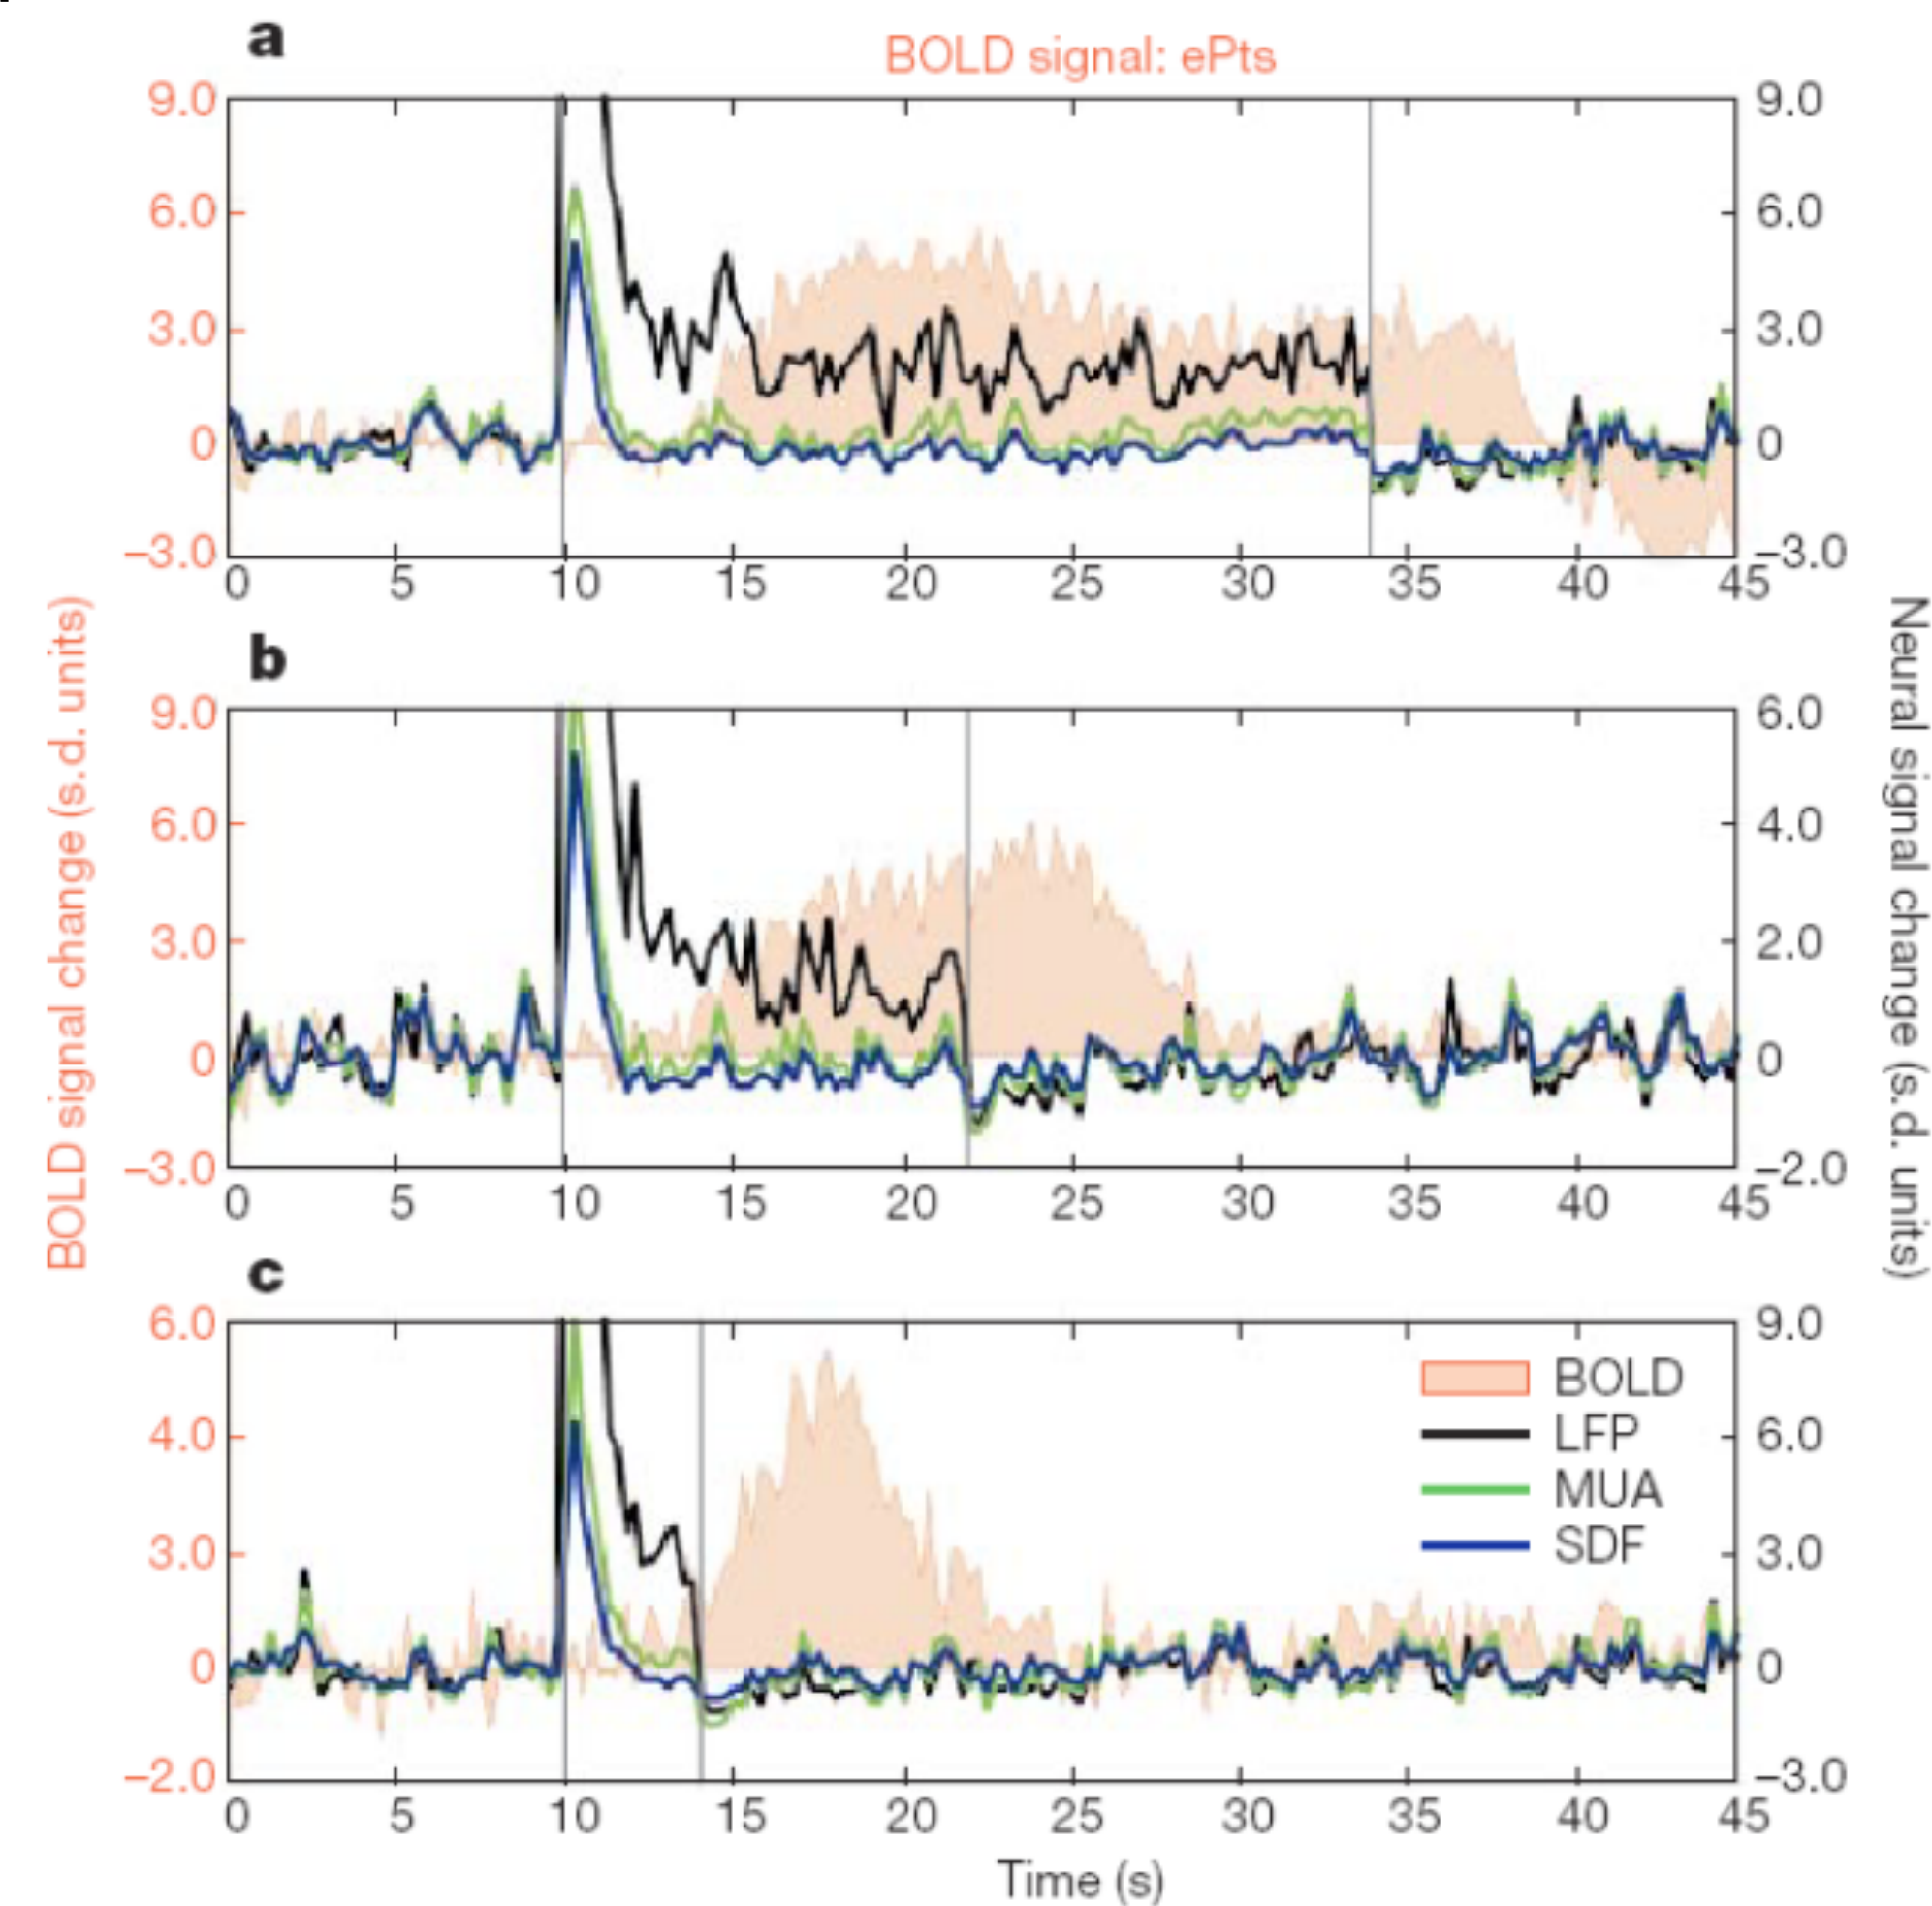 a
BOLD signal: ePts
9.0 9.0
6.0 6.0
3.0 3.0
0 0
–3.0 –3.0
0 5 10 15 20 25 30 35 40 45
BOLD signal change (s.d. units)
Neural signal change (s.d. units)
b
9.0 6.0
6.0 4.0
3.0 2.0
0 0
–3.0 –2.0
0 5 10 15 20 25 30 35 40 45
c
6.0 9.0
4.0 6.0
3.0 3.0
0 0
–2.0 –3.0
BOLD
LFP
MUA
SDF
0 5 10 15 20 25 30 35 40 45
Time (s)